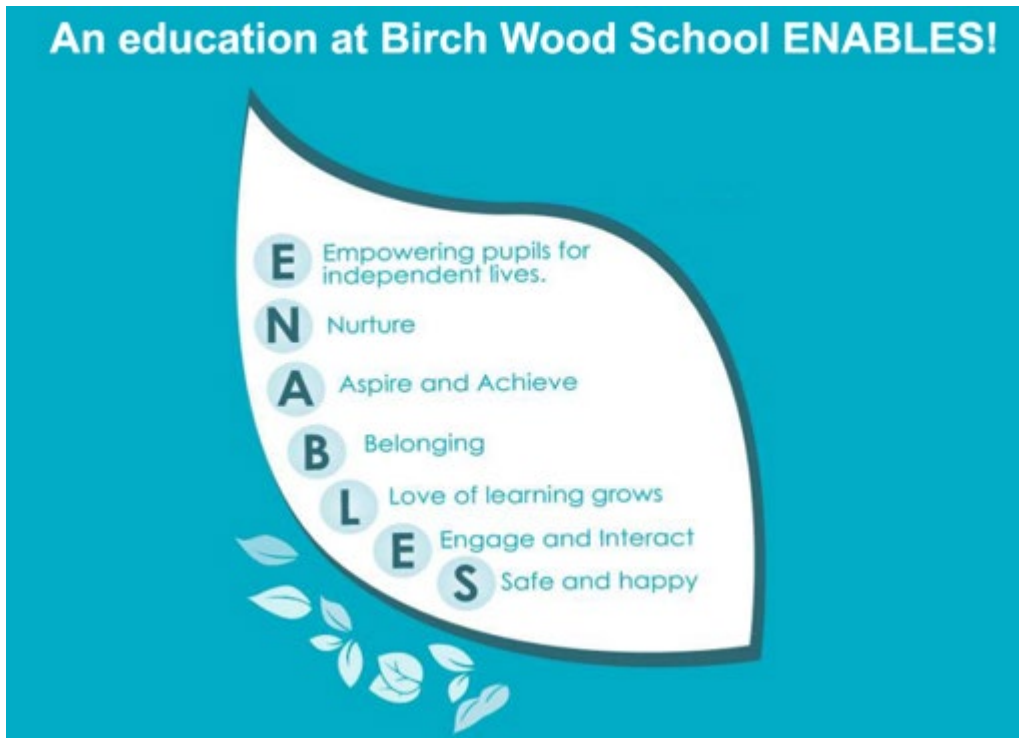 An education at Birch Wood School ENABLES!
E Empowering pupils for
independent lives.
N Nurture
A Aspire and Achieve
B Belonging
L Love of learning grows
E Engage and Interact
S Safe and happy